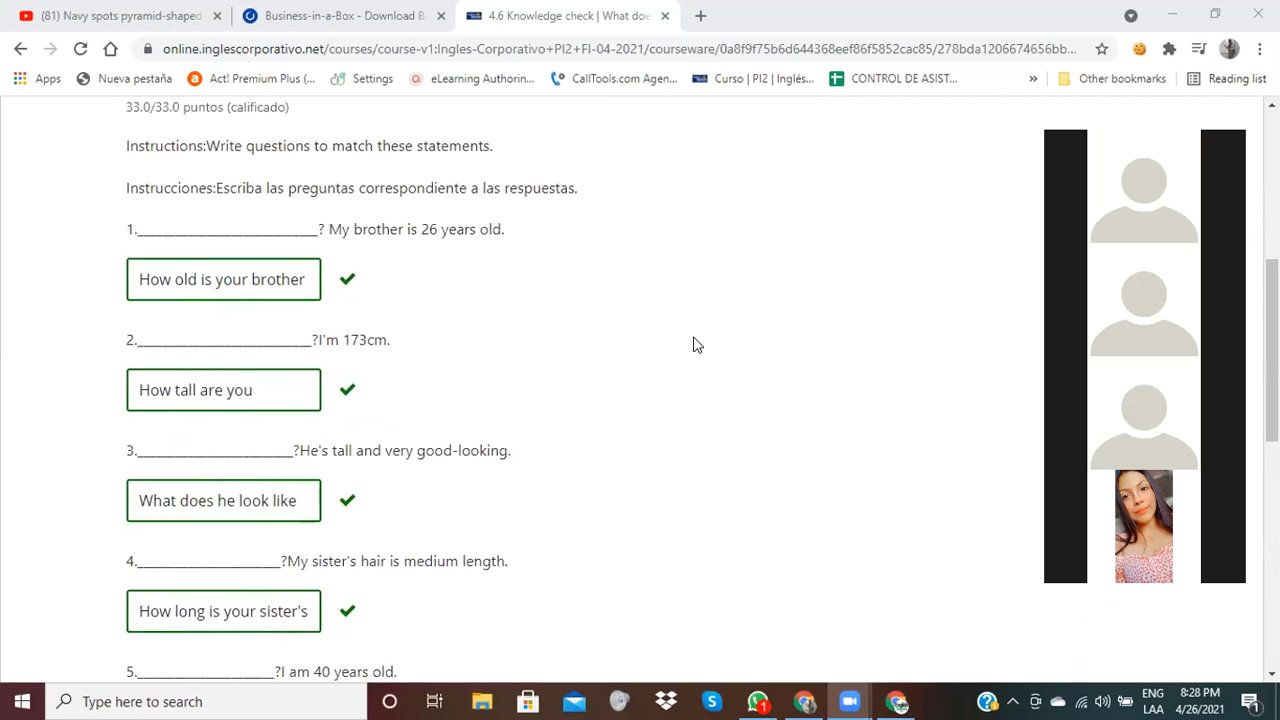 (81) Navy spots pyramid-shaped
Business-in-a-Box - Download B
4.6 Knowledge check | What doe
online.inglescorporativo.net/courses/course-v1:Ingles-Corporativo+PI2+FI-04-2021/courseware/0a8f9f75b6d644368eef86f5852cac85/278bda1206674656bb...
Apps
Nueva pestaña
Act! Premium Plus (...
Settings
eLearning Authorin...
CallTools.com Agen...
Curso | PI2 | Inglés...
CONTROL DE ASIST...
»
Other bookmarks
Reading list
33.0/33.0 puntos (calificado)
Instructions:Write questions to match these statements.
Instrucciones:Escriba las preguntas correspondiente a las respuestas.
1.____________________________? My brother is 26 years old.
How old is your brother
2.___________________________?I'm 173cm.
How tall are you
3.________________________?He's tall and very good-looking.
What does he look like
4.______________________?My sister's hair is medium length.
How long is your sister's
5._____________________?I am 40 years old.
Type here to search
1
ENG
LAA
8:28 PM
4/26/2021
1